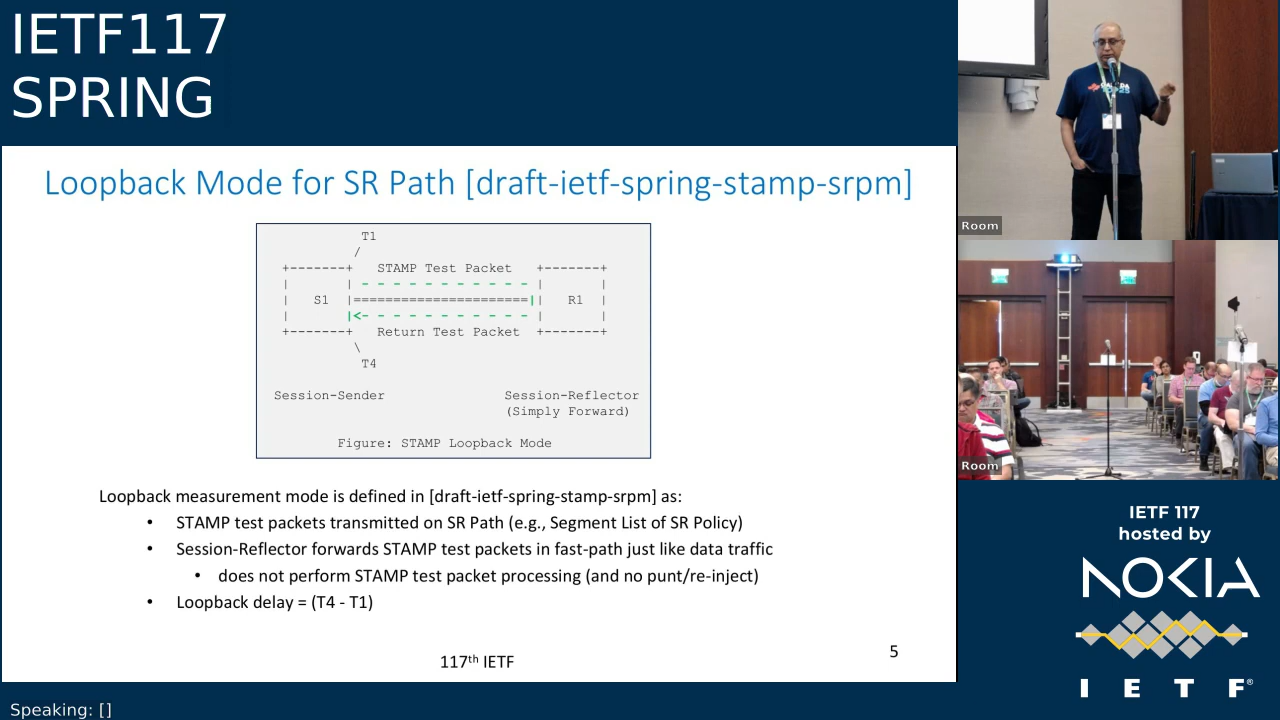 IETF117
SPRING
Loopback Mode for SR Path [draft-ietf-spring-stamp-srpm]
T1
/
+-------+ STAMP Test Packet +-------+
| | - - - - - - - - - - - | |
| S1 |======================| R1 |
| |<- - - - - - - - - - - | |
+-------+ Return Test Packet +-------+
\
T4
Session-Sender Session-Reflector
(Simply Forward)
Figure: STAMP Loopback Mode
Loopback measurement mode is defined in [draft-ietf-spring-stamp-srpm] as:
• STAMP test packets transmitted on SR Path (e.g., Segment List of SR Policy)
• Session-Reflector forwards STAMP test packets in fast-path just like data traffic
• does not perform STAMP test packet processing (and no punt/re-inject)
• Loopback delay = (T4 - T1)
117th IETF
5
Room
Room
IETF 117
hosted by
NOKIA
I E T F®
Speaking: []